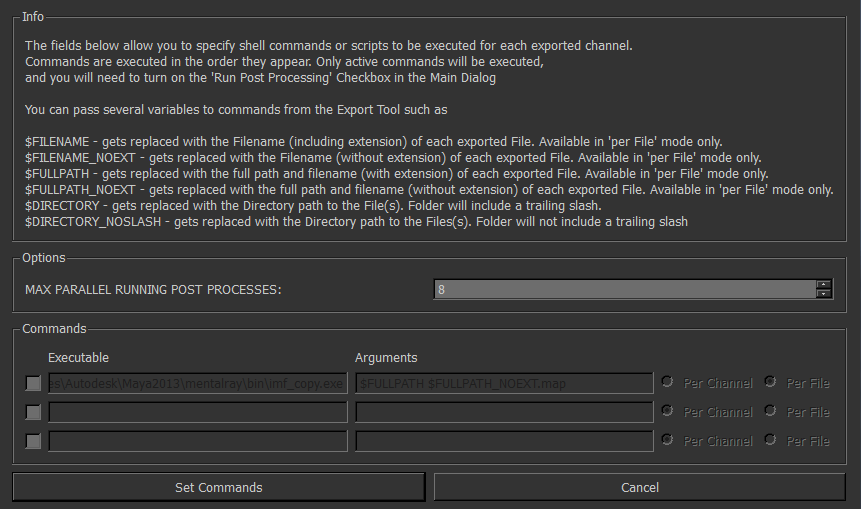 Info
The fields below allow you to specify shell commands or scripts to be executed for each exported channel.
Commands are executed in the order they appear. Only active commands will be executed,
and you will need to turn on the 'Run Post Processing' Checkbox in the Main Dialog
You can pass several variables to commands from the Export Tool such as
$FILENAME - gets replaced with the Filename (including extension) of each exported File. Available in 'per File' mode only.
$FILENAME_NOEXT - gets replaced with the Filename (without extension) of each exported File. Available in 'per File' mode only.
$FULLPATH - gets replaced with the full path and filename (with extension) of each exported File. Available in 'per File' mode only.
$FULLPATH_NOEXT - gets replaced with the full path and filename (without extension) of each exported File. Available in 'per File' mode only.
$DIRECTORY - gets replaced with the Directory path to the File(s). Folder will include a trailing slash.
$DIRECTORY_NOSLASH - gets replaced with the Directory path to the Files(s). Folder will not include a trailing slash
Options
MAX PARALLEL RUNNING POST PROCESSES: 8
Commands
Executable Arguments
es\Autodesk\Maya2013\mentalray\bin\imf_copy.exe $FULLPATH $FULLPATH_NOEXT.map Per Channel Per File
Per Channel Per File
Per Channel Per File
Set Commands Cancel